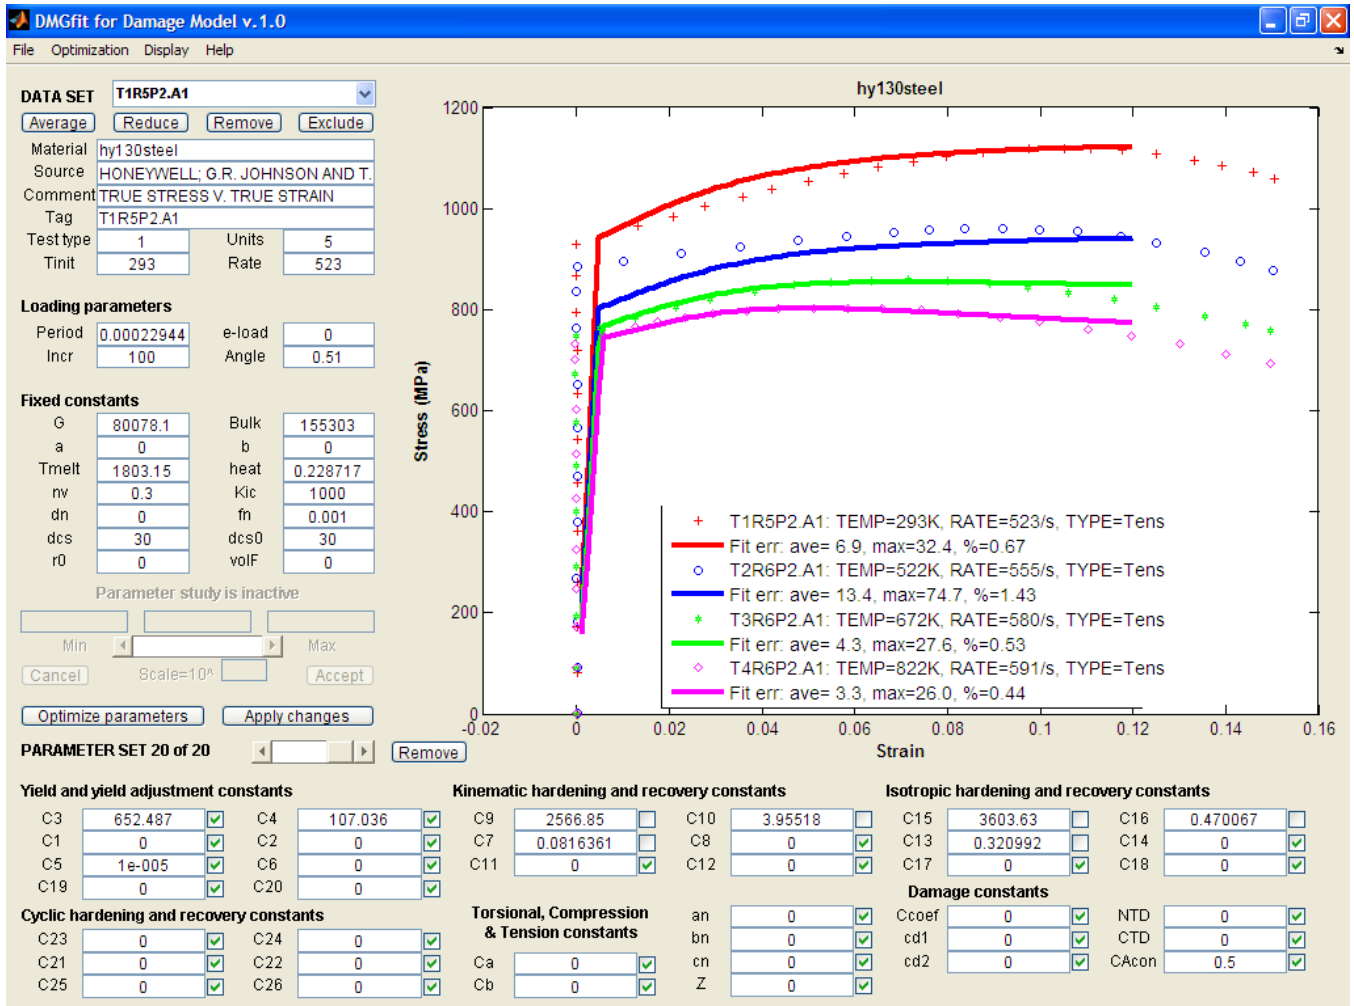 DMGfit for Damage Model v.1.0
File Optimization Display Help
DATA SET T1R5P2.A1
Average Reduce Remove Exclude
Material hy130steel
Source HONEYWELL; G.R. JOHNSON AND T.
Comment TRUE STRESS V. TRUE STRAIN
Tag T1R5P2.A1
Test type 1 Units 5
Tinit 293 Rate 523
Loading parameters
Period 0.00022944 e-load 0
Incr 100 Angle 0.51
Fixed constants
G 80078.1 Bulk 155303
a 0 b 0
Tmelt 1803.15 heat 0.228717
nv 0.3 Kic 1000
dn 0 fn 0.001
dcs 30 dcs0 30
r0 0 volF 0
Parameter study is inactive
Min Max
Cancel Scale=10^ Accept
Optimize parameters Apply changes
PARAMETER SET 20 of 20 Remove
hy130steel
1200
1000
800
600
400
200
0
Stress (MPa)
-0.02 0 0.02 0.04 0.06 0.08 0.1 0.12 0.14 0.16
Strain
T1R5P2.A1: TEMP=293K, RATE=523/s, TYPE=Tens
Fit err: ave= 6.9, max=32.4, %=0.67
T2R6P2.A1: TEMP=522K, RATE=555/s, TYPE=Tens
Fit err: ave= 13.4, max=74.7, %=1.43
T3R6P2.A1: TEMP=672K, RATE=580/s, TYPE=Tens
Fit err: ave= 4.3, max=27.6, %=0.53
T4R6P2.A1: TEMP=822K, RATE=591/s, TYPE=Tens
Fit err: ave= 3.3, max=26.0, %=0.44
Yield and yield adjustment constants
C3 652.487 C4 107.036
C1 0 C2 0
C5 1e-005 C6 0
C19 0 C20 0
Cyclic hardening and recovery constants
C23 0 C24 0
C21 0 C22 0
C25 0 C26 0
Kinematic hardening and recovery constants
C9 2566.85 C10 3.95518
C7 0.0816361 C8 0
C11 0 C12 0
Torsional, Compression
& Tension constants
Ca 0
Cb 0
an 0
bn 0
cn 0
Z 0
Isotropic hardening and recovery constants
C15 3603.63 C16 0.470067
C13 0.320992 C14 0
C17 0 C18 0
Damage constants
Ccoef 0 NTD 0
cd1 0 CTD 0
cd2 0 CAcon 0.5